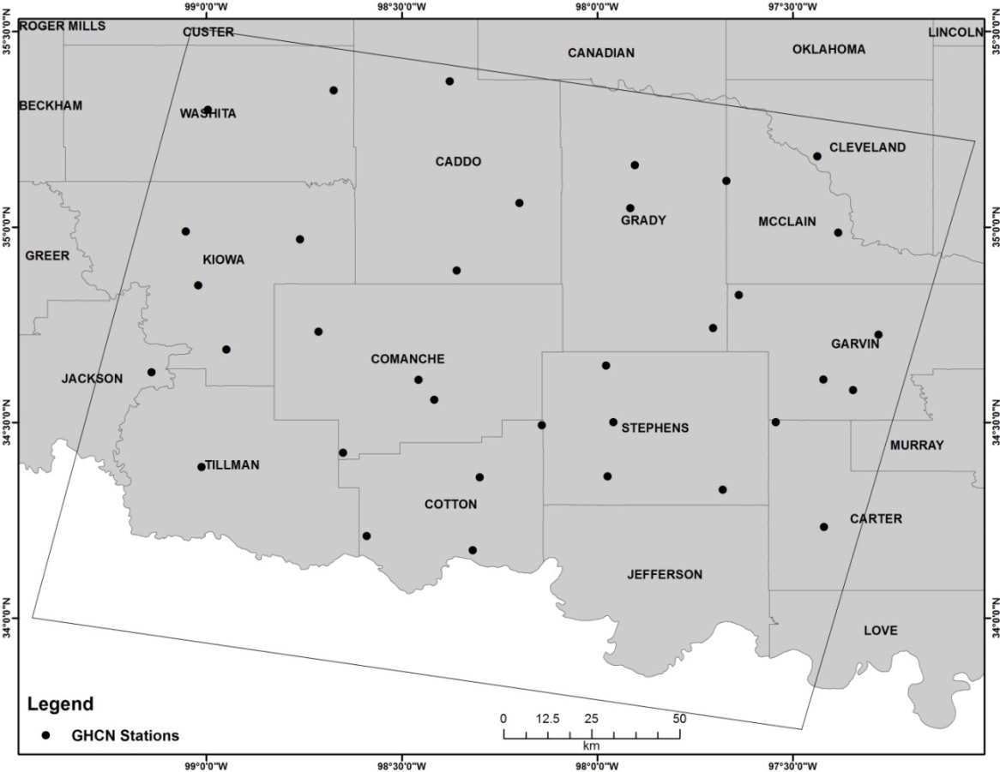 99°0'0"W 98°30'0"W 98°0'0"W 97°30'0"W
35°30'0"N
35°30'0"N
ROGER MILLS
CUSTER
LINCOLN
OKLAHOMA
CANADIAN
BECKHAM
WASHITA
CLEVELAND
CADDO
GRADY
MCCLAIN
35°0'0"N
35°0'0"N
GREER
KIOWA
GARVIN
COMANCHE
JACKSON
34°30'0"N
34°30'0"N
STEPHENS
MURRAY
TILLMAN
COTTON
CARTER
JEFFERSON
34°0'0"N
34°0'0"N
LOVE
Legend
GHCN Stations
0 12.5 25 50
km
99°0'0"W 98°30'0"W 98°0'0"W 97°30'0"W